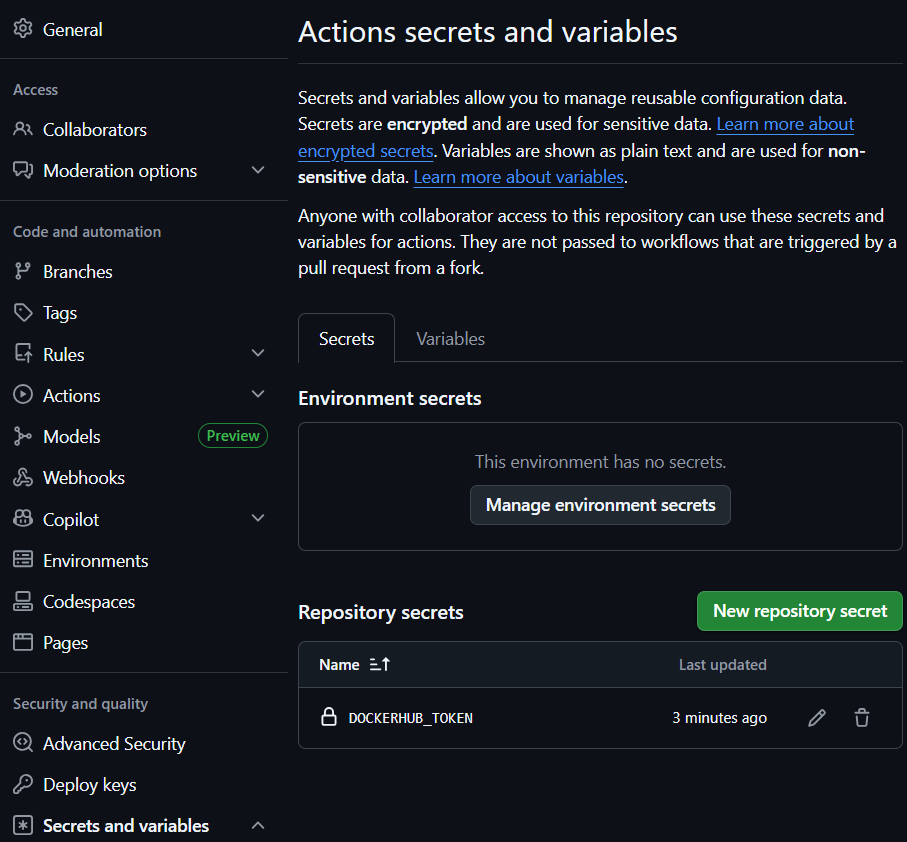 General
Access
Collaborators
Moderation options
Code and automation
Branches
Tags
Rules
Actions
Models
Preview
Webhooks
Copilot
Environments
Codespaces
Pages
Security and quality
Advanced Security
Deploy keys
Secrets and variables
Actions secrets and variables
Secrets and variables allow you to manage reusable configuration data.
Secrets are encrypted and are used for sensitive data. Learn more about
encrypted secrets. Variables are shown as plain text and are used for non-
sensitive data. Learn more about variables.
Anyone with collaborator access to this repository can use these secrets and
variables for actions. They are not passed to workflows that are triggered by a
pull request from a fork.
Secrets Variables
Environment secrets
This environment has no secrets.
Manage environment secrets
Repository secrets
New repository secret
Name Last updated
DOCKERHUB_TOKEN 3 minutes ago